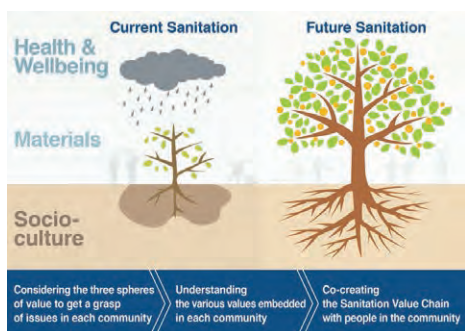 Current Sanitation
Future Sanitation
Health &
Wellbeing
Materials
Socio-
culture
Considering the three spheres
of value to get a grasp
of issues in each community
Understanding
the various values embedded
in each community
Co-creating
the Sanitation Value Chain
with people in the community